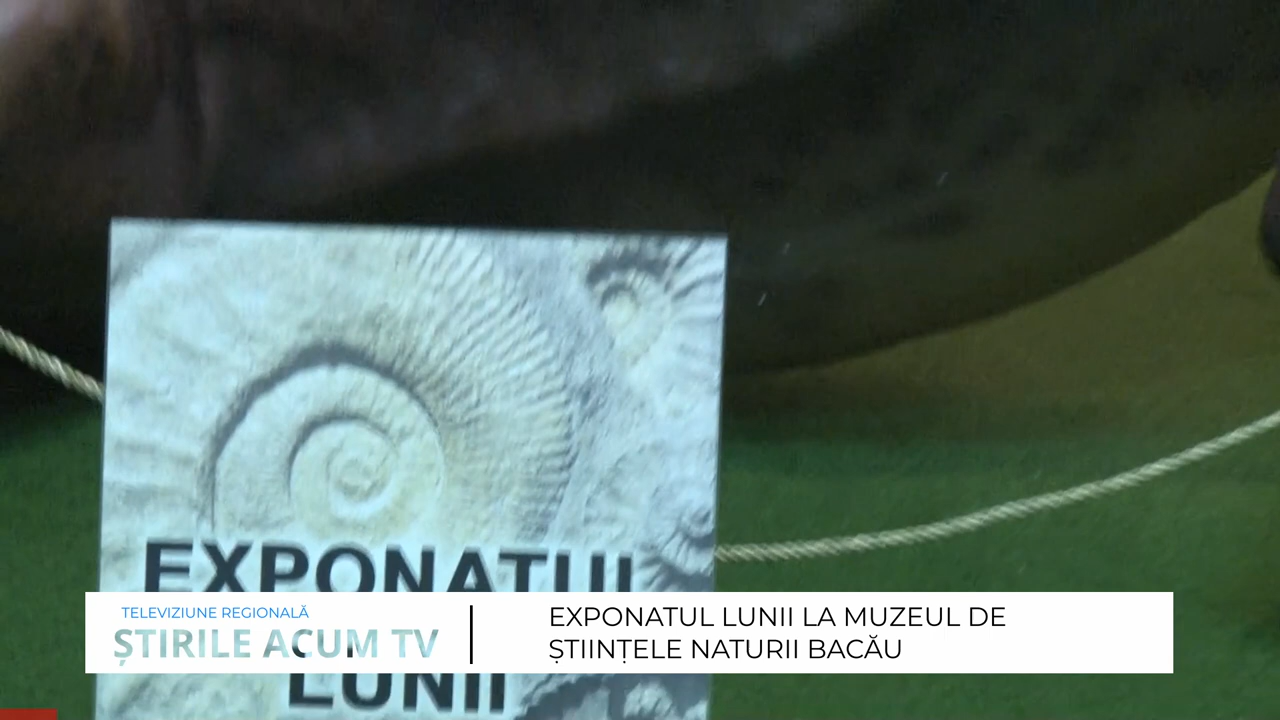 EXPONATUL
LUNII
TELEVIZIUNE REGIONALĂ
ȘTIRILE ACUM TV
EXPONATUL LUNII LA MUZEUL DE
ȘTIINȚELE NATURII BACĂU